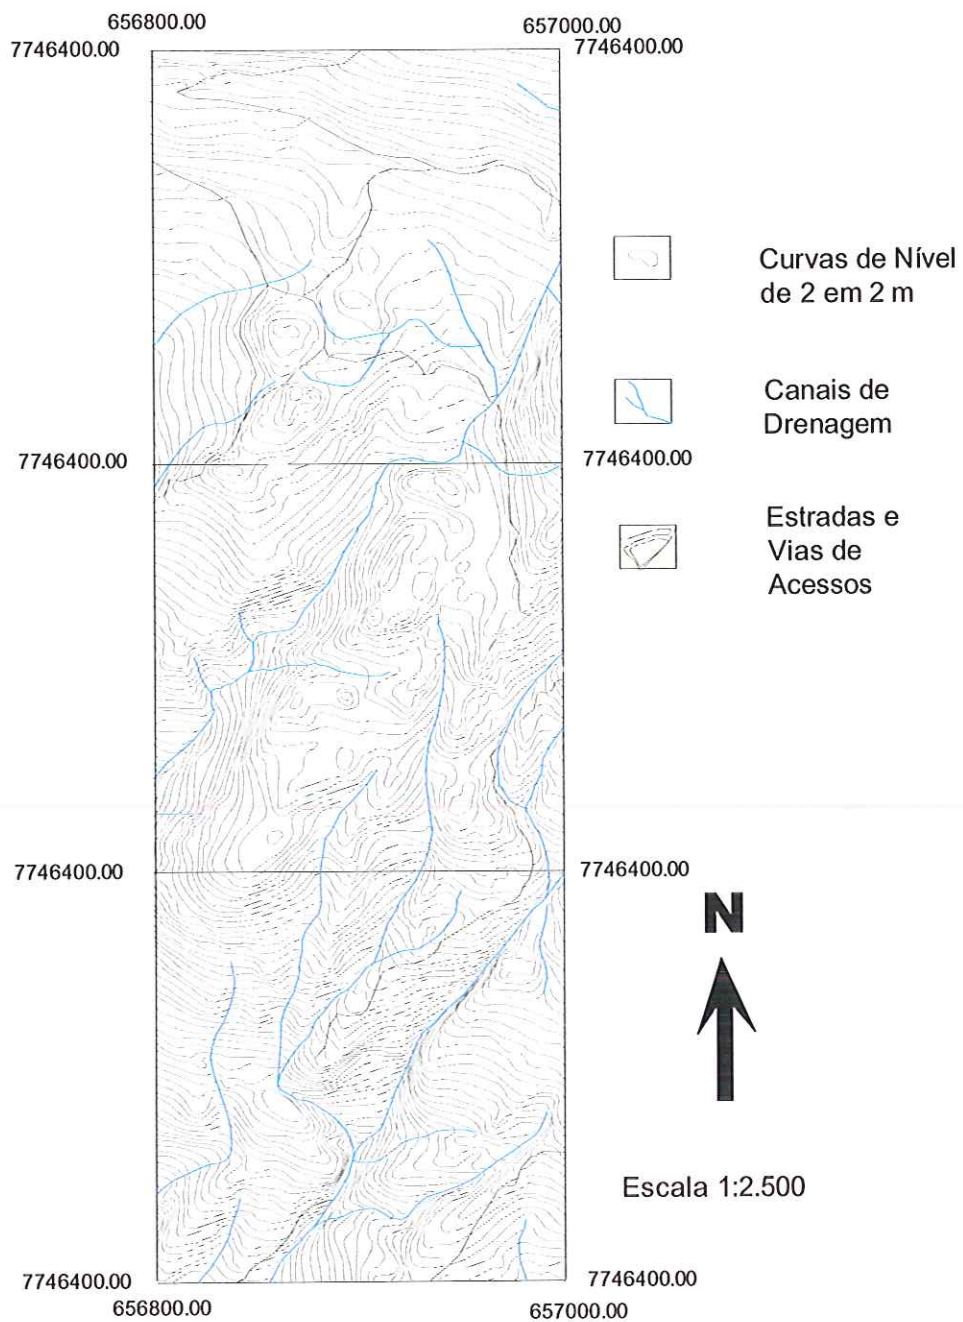 656800.00
657000.00
7746400.00
7746400.00
Curvas de Nível
de 2 em 2 m
Canais de
Drenagem
7746400.00
7746400.00
Estradas e
Vias de
Acessos
7746400.00
7746400.00
N
Escala 1:2.500
7746400.00
7746400.00
656800.00
657000.00